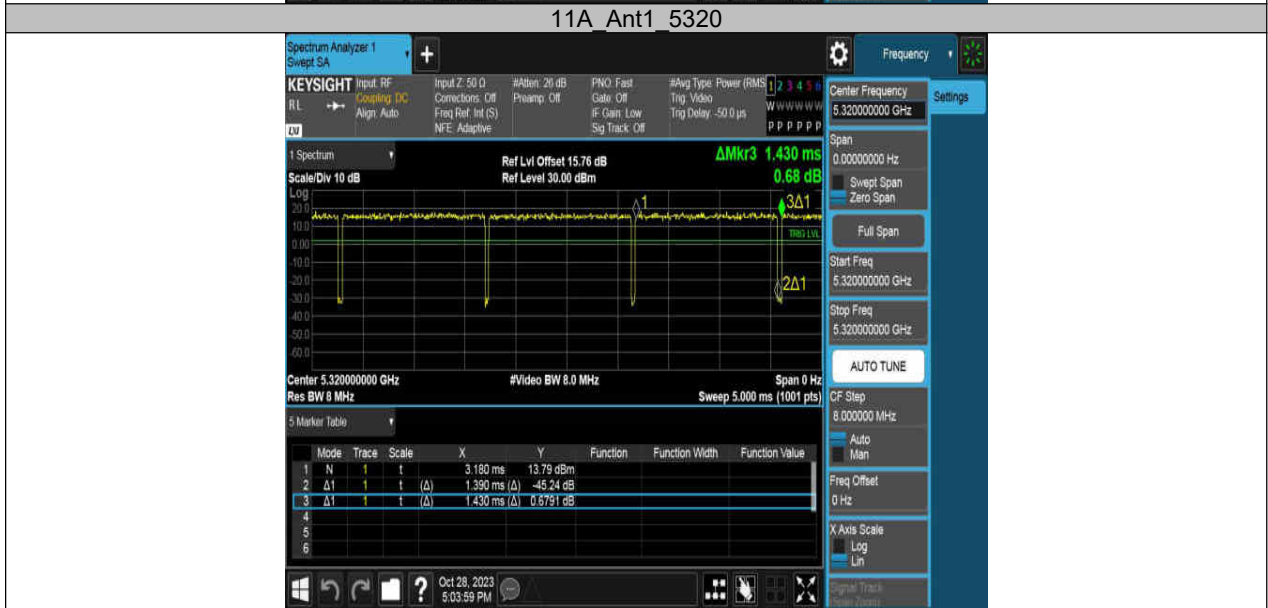 11A_Ant1_5320
Spectrum Analyzer 1
Swept SA
+
Frequency
KEYSIGHT Input: RF Input Z: 50 Ω #Atten: 26 dB PNO: Fast #Avg Type: Power (RMS 1 2 3 4 5 6
RL Coupling: DC Corrections: Off Preamp: Off Gate: Off Trig: Video W W W W W W
Align: Auto Freq Ref: Int (S) IF Gain: Low Trig Delay: -50.0 µs
NFE: Adaptive Sig Track: Off P P P P P P
Center Frequency
5.320000000 GHz
Settings
1 Spectrum
Ref Lvl Offset 15.76 dB
ΔMkr3 1.430 ms
Scale/Div 10 dB
Ref Level 30.00 dBm
0.68 dB
Log
20.0
10.0
0.00
-10.0
-20.0
-30.0
-40.0
-50.0
-60.0
1
3Δ1
TRIG LVL
2Δ1
Center 5.320000000 GHz #Video BW 8.0 MHz Span 0 Hz
Res BW 8 MHz Sweep 5.000 ms (1001 pts)
Span
0.00000000 Hz
Swept Span
Zero Span
Full Span
Start Freq
5.320000000 GHz
Stop Freq
5.320000000 GHz
AUTO TUNE
CF Step
8.000000 MHz
Auto
Man
Freq Offset
0 Hz
X Axis Scale
Log
Lin
Signal Track
(Span Zoom)
5 Marker Table
Mode Trace Scale X Y Function Function Width Function Value
1 N 1 t 3.180 ms 13.79 dBm
2 Δ1 1 t (Δ) 1.390 ms (Δ) -45.24 dB
3 Δ1 1 t (Δ) 1.430 ms (Δ) 0.6791 dB
4
5
6
? Oct 28, 2023
5:03:59 PM